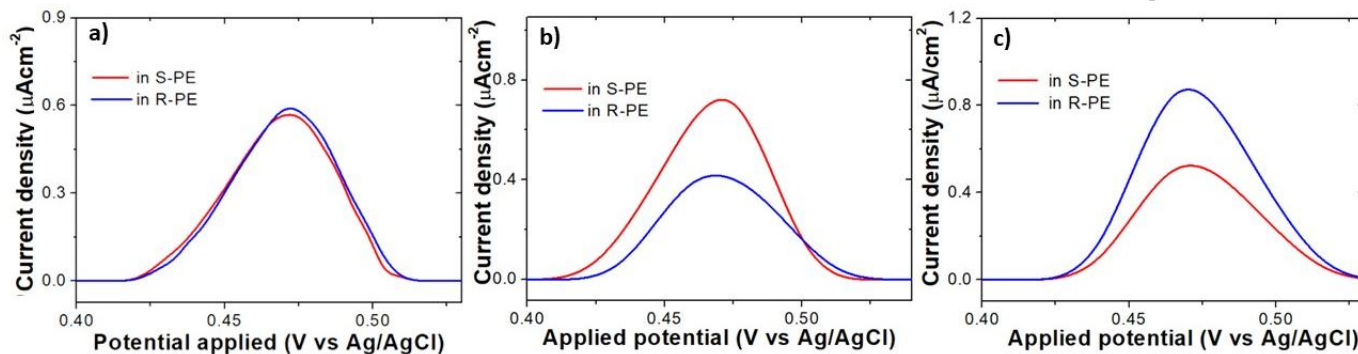 a)
in S-PE
in R-PE
Current density (μAcm⁻²)
0.9
0.6
0.3
0.0
0.40
0.45
0.50
Potential applied (V vs Ag/AgCl)
b)
in S-PE
in R-PE
Current density (μAcm⁻²)
0.8
0.4
0.0
0.40
0.45
0.50
Applied potential (V vs Ag/AgCl)
c)
in S-PE
in R-PE
Current density (μA/cm²)
1.2
0.8
0.4
0.0
0.40
0.45
0.50
Applied potential (V vs Ag/AgCl)